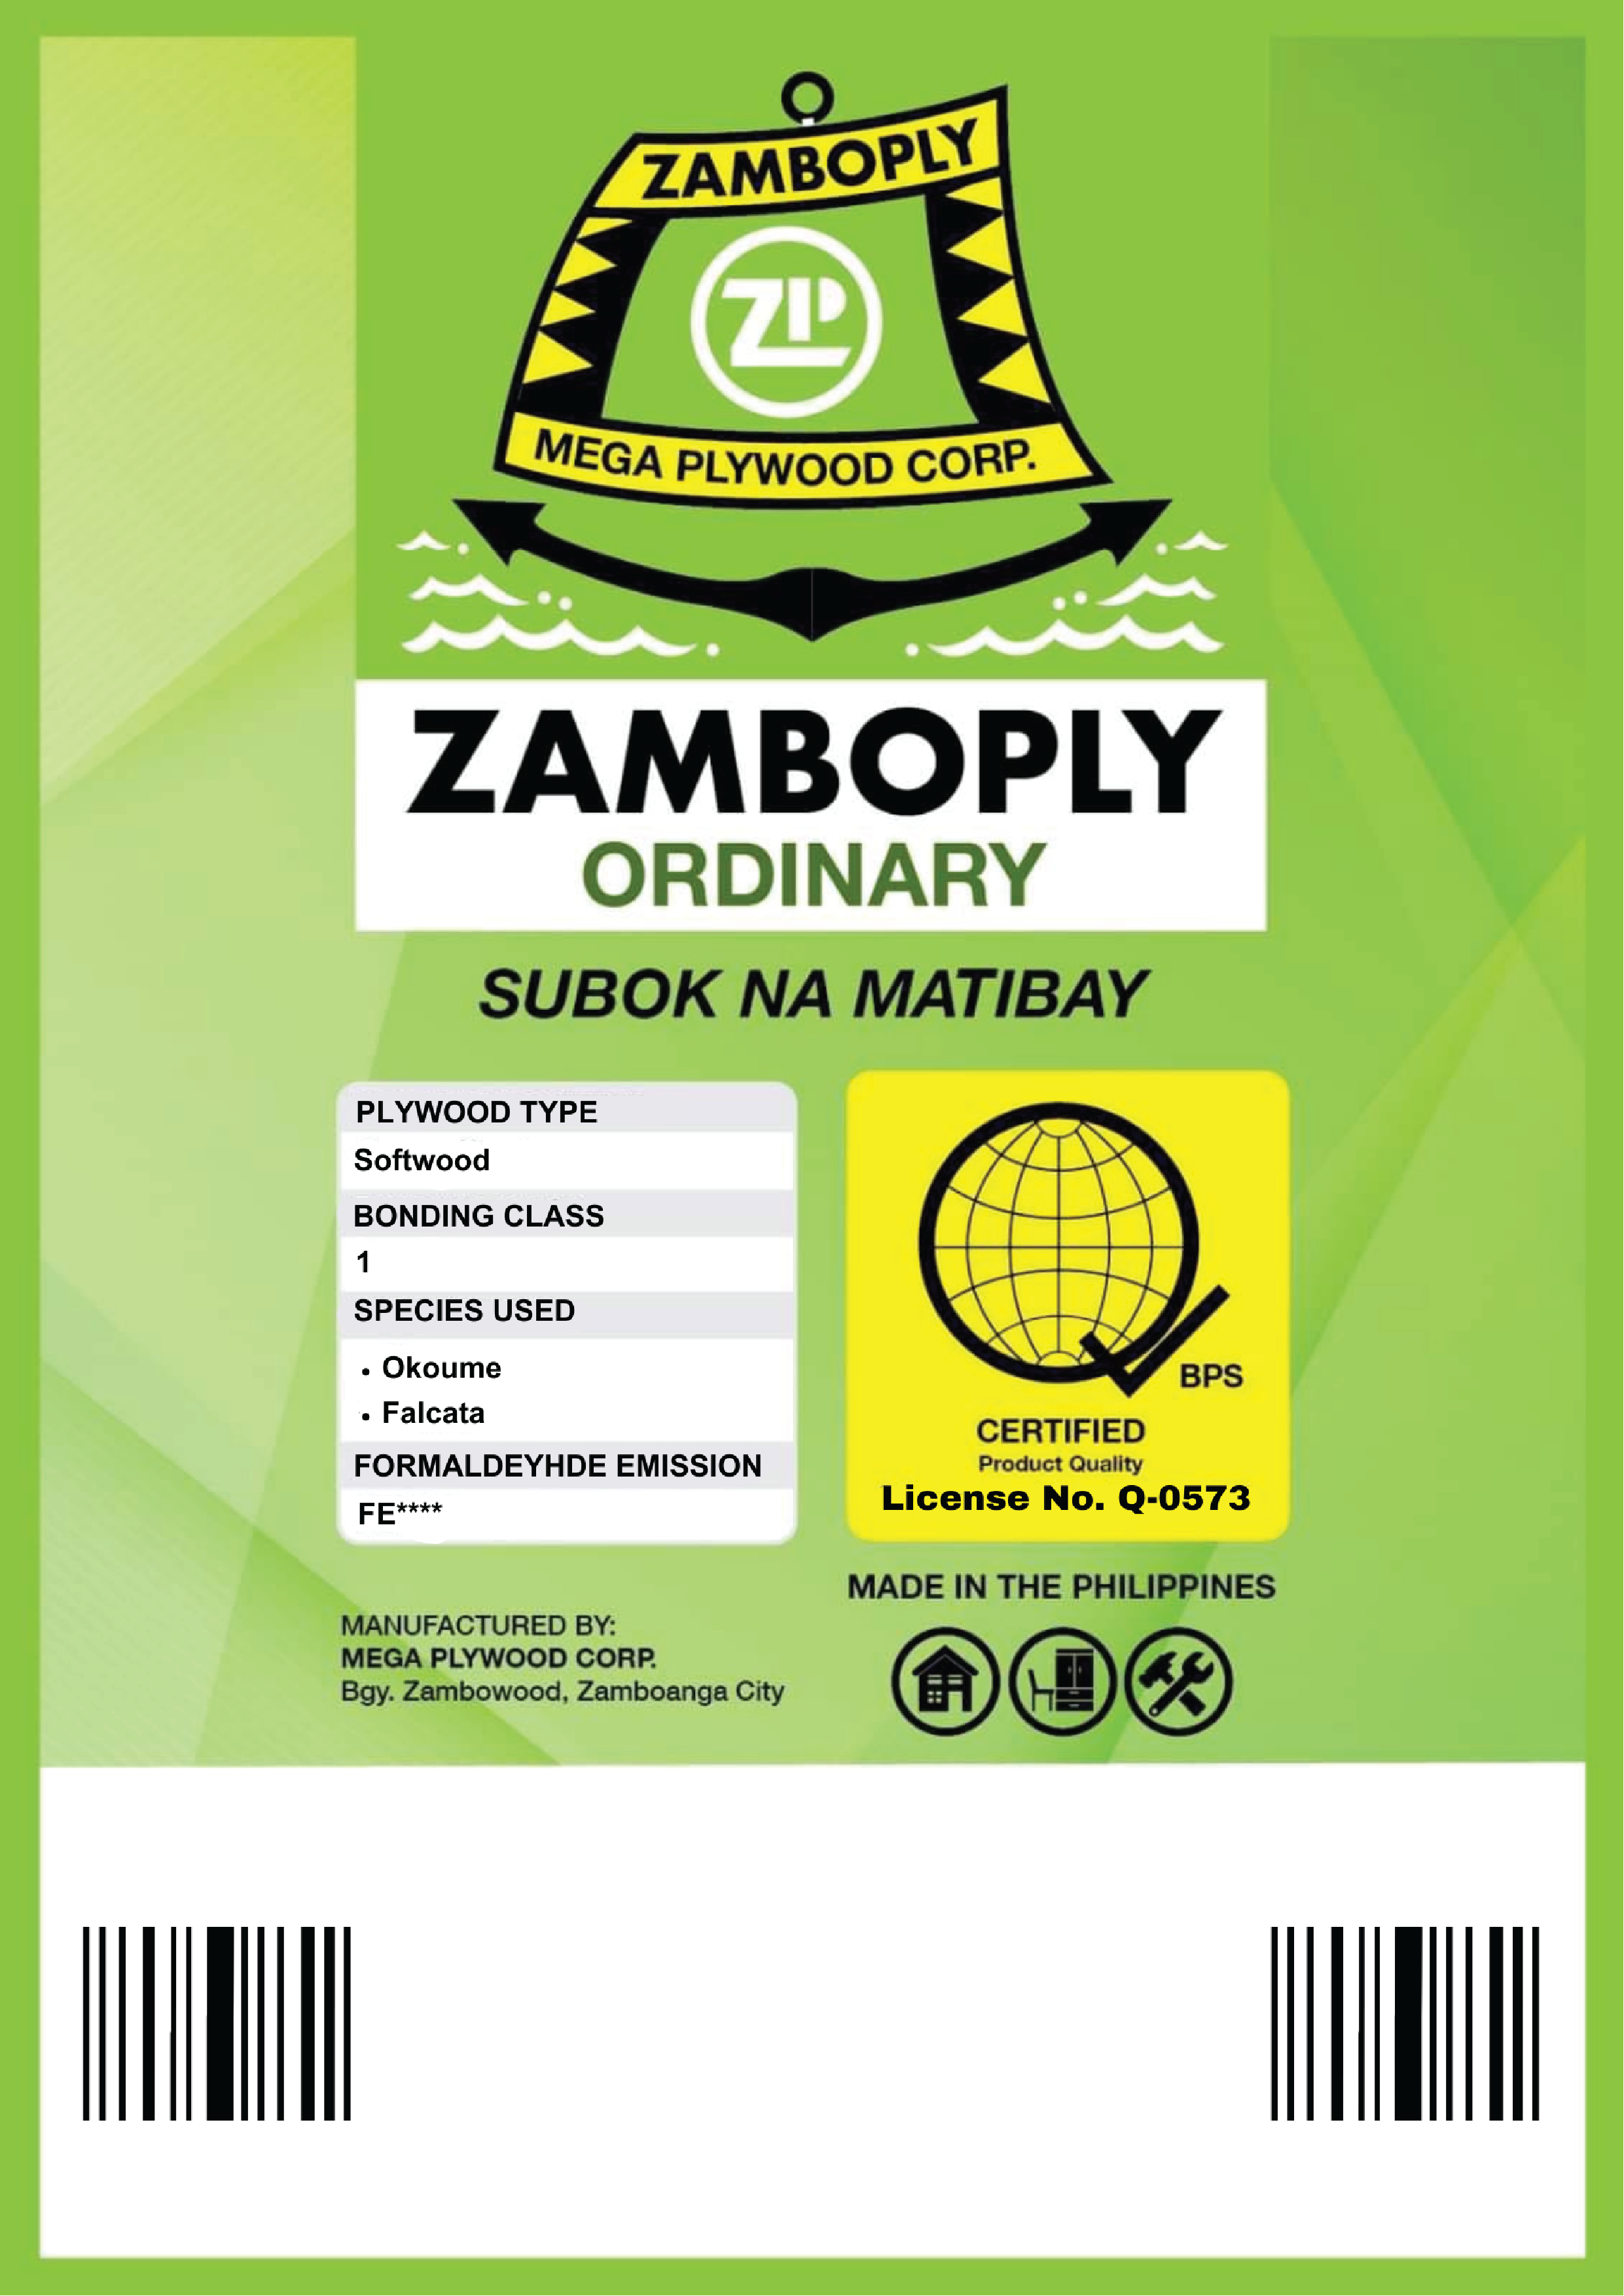 ZAMBOPLY
ZP
MEGA PLYWOOD CORP.
ZAMBOPLY
ORDINARY
SUBOK NA MATIBAY
PLYWOOD TYPE
Softwood
BONDING CLASS
1
SPECIES USED
• Okoume
• Falcata
FORMALDEYHDE EMISSION
FE****
BPS
CERTIFIED
Product Quality
License No. Q-0573
MADE IN THE PHILIPPINES
MANUFACTURED BY:
MEGA PLYWOOD CORP.
Bgy. Zambowood, Zamboanga City